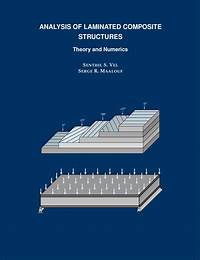 ANALYSIS OF LAMINATED COMPOSITE
STRUCTURES
Theory and Numerics
SENTHIL S. VEL
SERGE R. MAALOUF